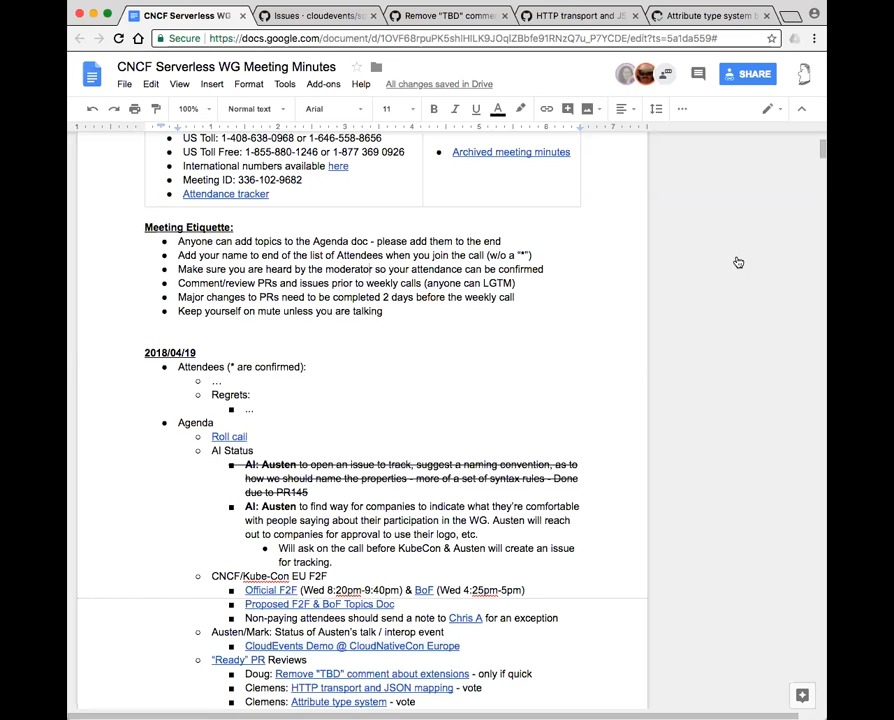 CNCF Serverless WG
Issues · cloudevents/s
Remove "TBD" comme
HTTP transport and JS
Attribute type system
Secure
https://docs.google.com/document/d/1OVF68rpuPK5shIHILK9JOqlZBbfe91RNzQ7u_P7YCDE/edit?ts=5a1da559#
CNCF Serverless WG Meeting Minutes
File Edit View Insert Format Tools Add-ons Help All changes saved in Drive
SHARE
100% Normal text Arial 11 B I U A
1 1 2 3 4 5 6 7
US Toll: 1-408-638-0968 or 1-646-558-8656
US Toll Free: 1-855-880-1246 or 1-877 369 0926
International numbers available here
Meeting ID: 336-102-9682
Attendance tracker
Archived meeting minutes
Meeting Etiquette:
Anyone can add topics to the Agenda doc - please add them to the end
Add your name to end of the list of Attendees when you join the call (w/o a "*")
Make sure you are heard by the moderator so your attendance can be confirmed
Comment/review PRs and issues prior to weekly calls (anyone can LGTM)
Major changes to PRs need to be completed 2 days before the weekly call
Keep yourself on mute unless you are talking
2018/04/19
Attendees (* are confirmed):
...
Regrets:
...
Agenda
Roll call
AI Status
AI: Austen to open an issue to track, suggest a naming convention, as to
how we should name the properties - more of a set of syntax rules - Done
due to PR145
AI: Austen to find way for companies to indicate what they're comfortable
with people saying about their participation in the WG. Austen will reach
out to companies for approval to use their logo, etc.
Will ask on the call before KubeCon & Austen will create an issue
for tracking.
CNCF/Kube-Con EU F2F
Official F2F (Wed 8:20pm-9:40pm) & BoF (Wed 4:25pm-5pm)
Proposed F2F & BoF Topics Doc
Non-paying attendees should send a note to Chris A for an exception
Austen/Mark: Status of Austen's talk / interop event
CloudEvents Demo @ CloudNativeCon Europe
"Ready" PR Reviews
Doug: Remove "TBD" comment about extensions - only if quick
Clemens: HTTP transport and JSON mapping - vote
Clemens: Attribute type system - vote